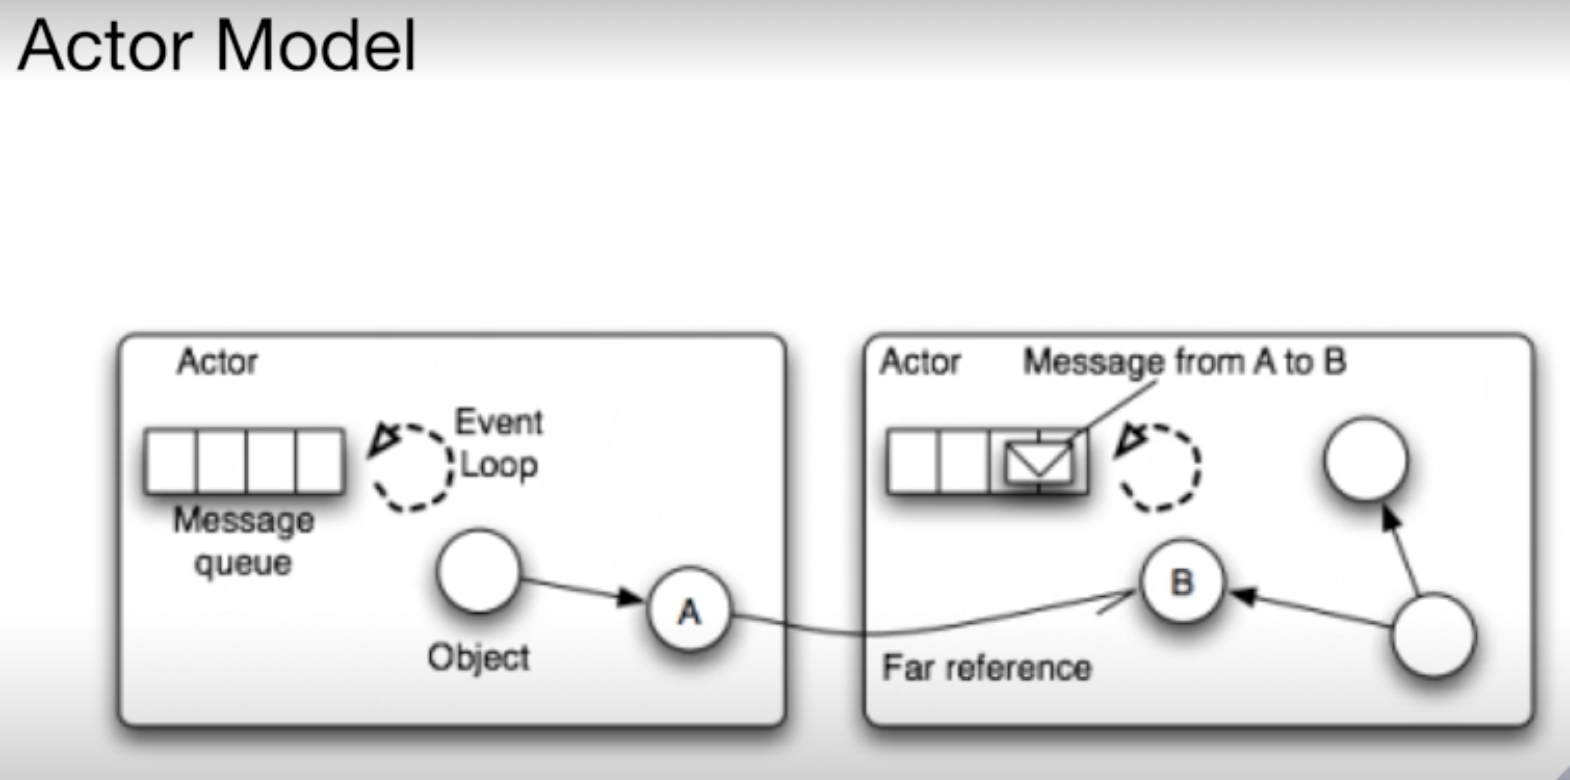 Actor Model
Actor
Event
Loop
Message
queue
Object
A
Actor
Message from A to B
B
Far reference